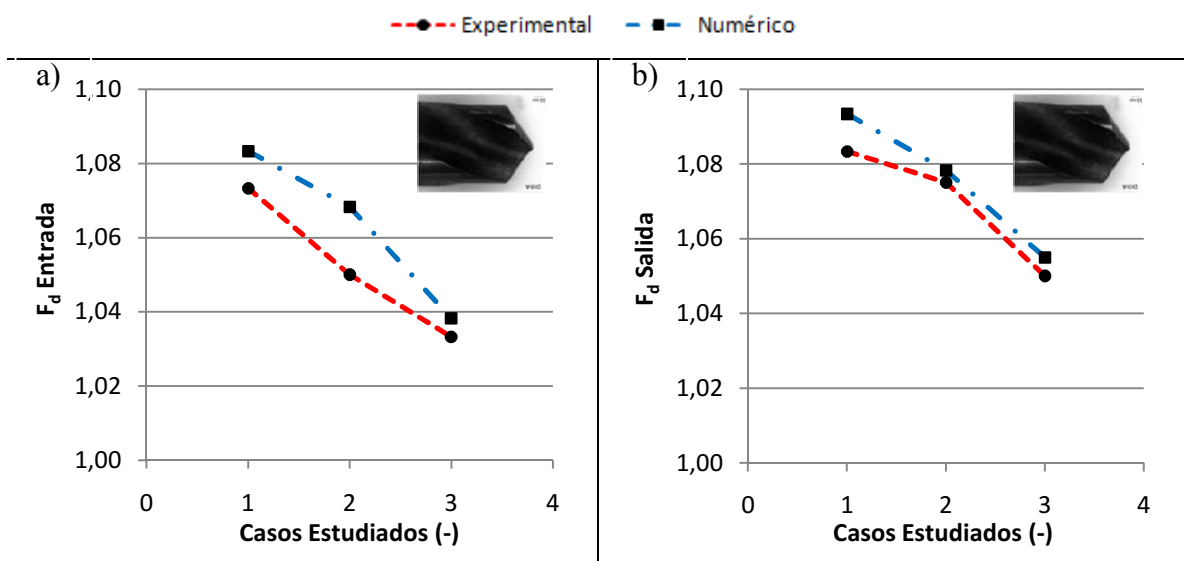 Experimental Numérico
a)
1,10
1,08
1,06
1,04
1,02
1,00
F_d Entrada
0 1 2 3 4
Casos Estudiados (-)
b)
1,10
1,08
1,06
1,04
1,02
1,00
F_d Salida
0 1 2 3 4
Casos Estudiados (-)